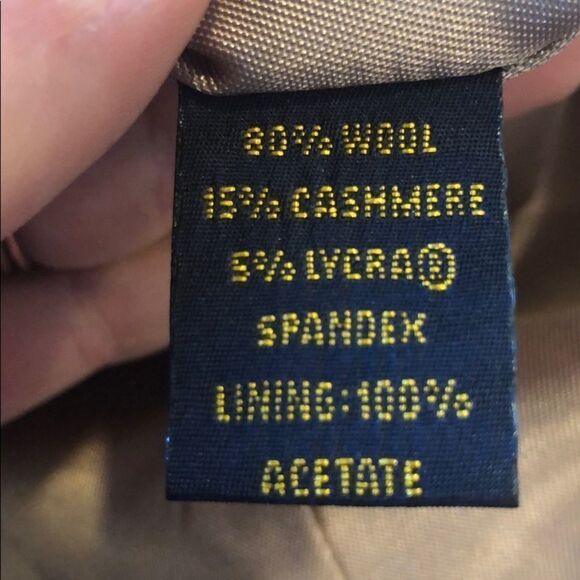 80% WOOL
15% CASHMERE
5% LYCRA®
SPANDEX
LINING:100%
ACETATE